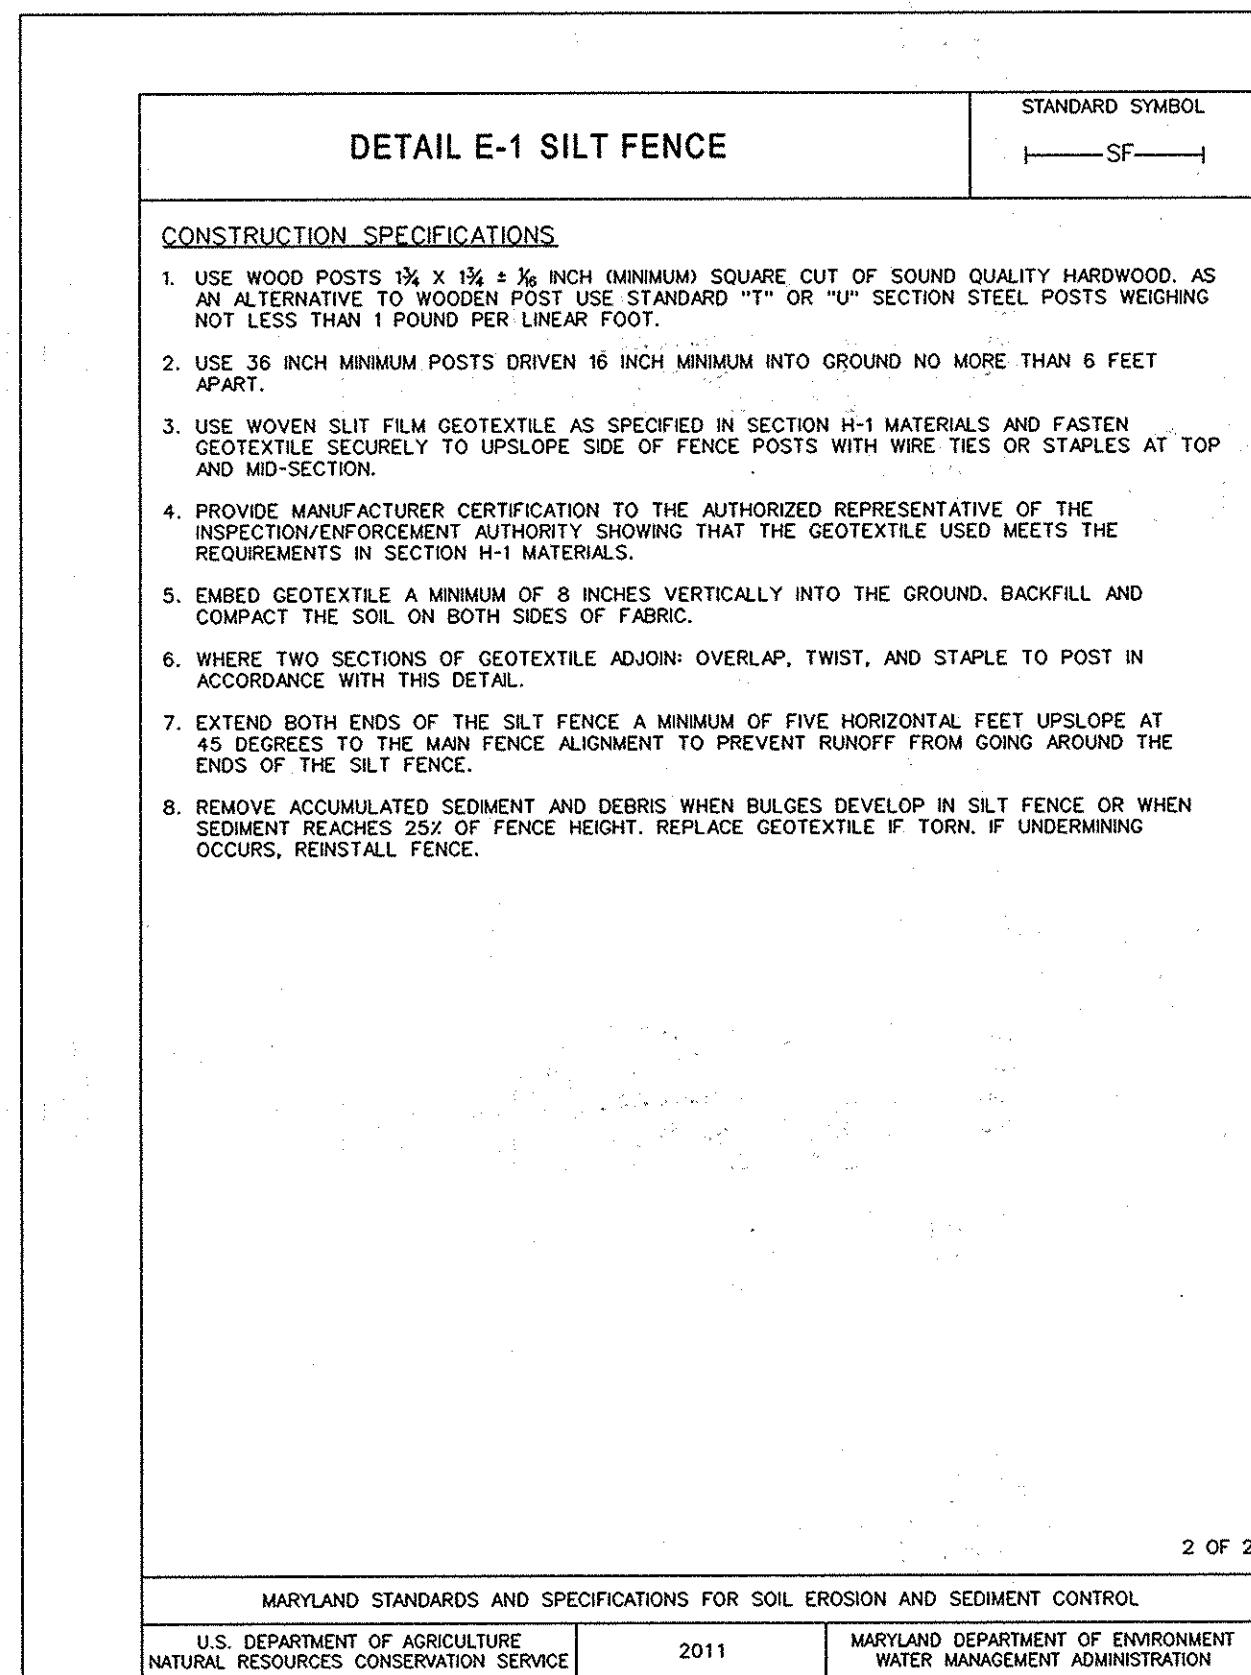 DETAIL E-1 SILT FENCE
STANDARD SYMBOL
SF
CONSTRUCTION SPECIFICATIONS
1. USE WOOD POSTS 1¾ X 1¾ ± 1/16 INCH (MINIMUM) SQUARE CUT OF SOUND QUALITY HARDWOOD. AS
AN ALTERNATIVE TO WOODEN POST USE STANDARD "T" OR "U" SECTION STEEL POSTS WEIGHING
NOT LESS THAN 1 POUND PER LINEAR FOOT.
2. USE 36 INCH MINIMUM POSTS DRIVEN 16 INCH MINIMUM INTO GROUND NO MORE THAN 6 FEET
APART.
3. USE WOVEN SLIT FILM GEOTEXTILE AS SPECIFIED IN SECTION H-1 MATERIALS AND FASTEN
GEOTEXTILE SECURELY TO UPSLOPE SIDE OF FENCE POSTS WITH WIRE TIES OR STAPLES AT TOP
AND MID-SECTION.
4. PROVIDE MANUFACTURER CERTIFICATION TO THE AUTHORIZED REPRESENTATIVE OF THE
INSPECTION/ENFORCEMENT AUTHORITY SHOWING THAT THE GEOTEXTILE USED MEETS THE
REQUIREMENTS IN SECTION H-1 MATERIALS.
5. EMBED GEOTEXTILE A MINIMUM OF 8 INCHES VERTICALLY INTO THE GROUND. BACKFILL AND
COMPACT THE SOIL ON BOTH SIDES OF FABRIC.
6. WHERE TWO SECTIONS OF GEOTEXTILE ADJOIN: OVERLAP, TWIST, AND STAPLE TO POST IN
ACCORDANCE WITH THIS DETAIL.
7. EXTEND BOTH ENDS OF THE SILT FENCE A MINIMUM OF FIVE HORIZONTAL FEET UPSLOPE AT
45 DEGREES TO THE MAIN FENCE ALIGNMENT TO PREVENT RUNOFF FROM GOING AROUND THE
ENDS OF THE SILT FENCE.
8. REMOVE ACCUMULATED SEDIMENT AND DEBRIS WHEN BULGES DEVELOP IN SILT FENCE OR WHEN
SEDIMENT REACHES 25% OF FENCE HEIGHT. REPLACE GEOTEXTILE IF TORN. IF UNDERMINING
OCCURS, REINSTALL FENCE.
2 OF 2
MARYLAND STANDARDS AND SPECIFICATIONS FOR SOIL EROSION AND SEDIMENT CONTROL
U.S. DEPARTMENT OF AGRICULTURE
NATURAL RESOURCES CONSERVATION SERVICE
2011
MARYLAND DEPARTMENT OF ENVIRONMENT
WATER MANAGEMENT ADMINISTRATION